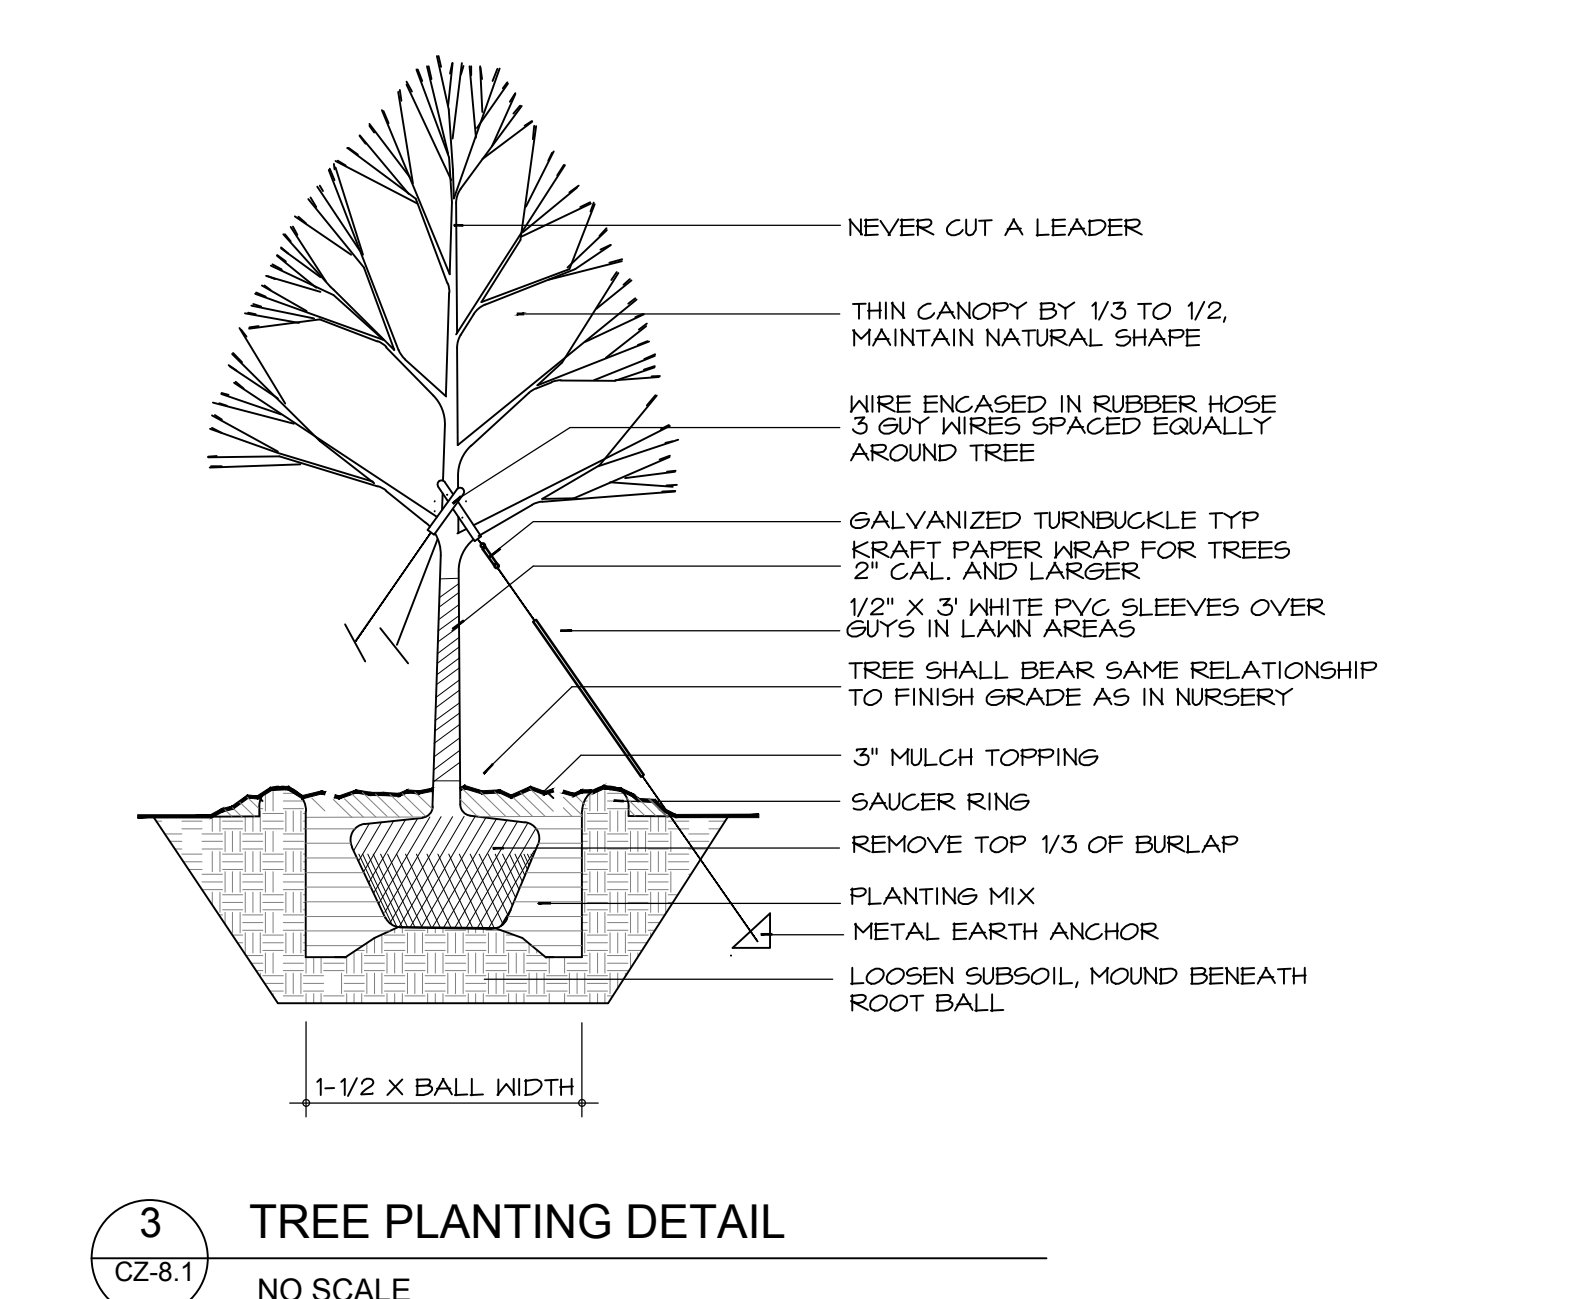 NEVER CUT A LEADER
THIN CANOPY BY 1/3 TO 1/2,
MAINTAIN NATURAL SHAPE
WIRE ENCASED IN RUBBER HOSE
3 GUY WIRES SPACED EQUALLY
AROUND TREE
GALVANIZED TURNBUCKLE TYP
KRAFT PAPER WRAP FOR TREES
2" CAL. AND LARGER
1/2" X 3' WHITE PVC SLEEVES OVER
GUYS IN LAWN AREAS
TREE SHALL BEAR SAME RELATIONSHIP
TO FINISH GRADE AS IN NURSERY
3" MULCH TOPPING
SAUCER RING
REMOVE TOP 1/3 OF BURLAP
PLANTING MIX
METAL EARTH ANCHOR
LOOSEN SUBSOIL, MOUND BENEATH
ROOT BALL
1-1/2 X BALL WIDTH
3
TREE PLANTING DETAIL
CZ-8.1
NO SCALE